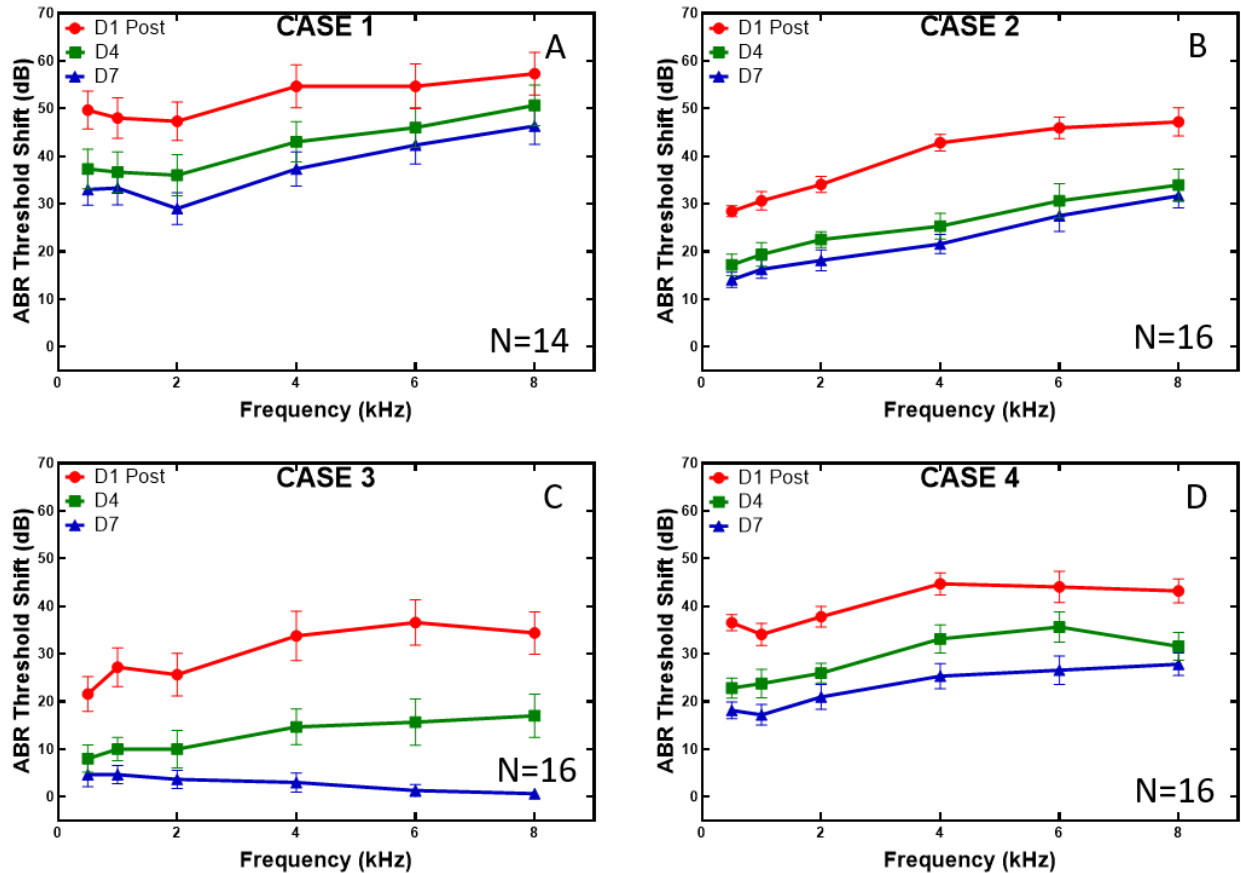 CASE 1
A
D1 Post
D4
D7
ABR Threshold Shift (dB)
70
60
50
40
30
20
10
0
N=14
0 2 4 6 8
Frequency (kHz)
CASE 2
B
D1 Post
D4
D7
ABR Threshold Shift (dB)
70
60
50
40
30
20
10
0
N=16
0 2 4 6 8
Frequency (kHz)
CASE 3
C
D1 Post
D4
D7
ABR Threshold Shift (dB)
70
60
50
40
30
20
10
0
N=16
0 2 4 6 8
Frequency (kHz)
CASE 4
D
D1 Post
D4
D7
ABR Threshold Shift (dB)
70
60
50
40
30
20
10
0
N=16
0 2 4 6 8
Frequency (kHz)